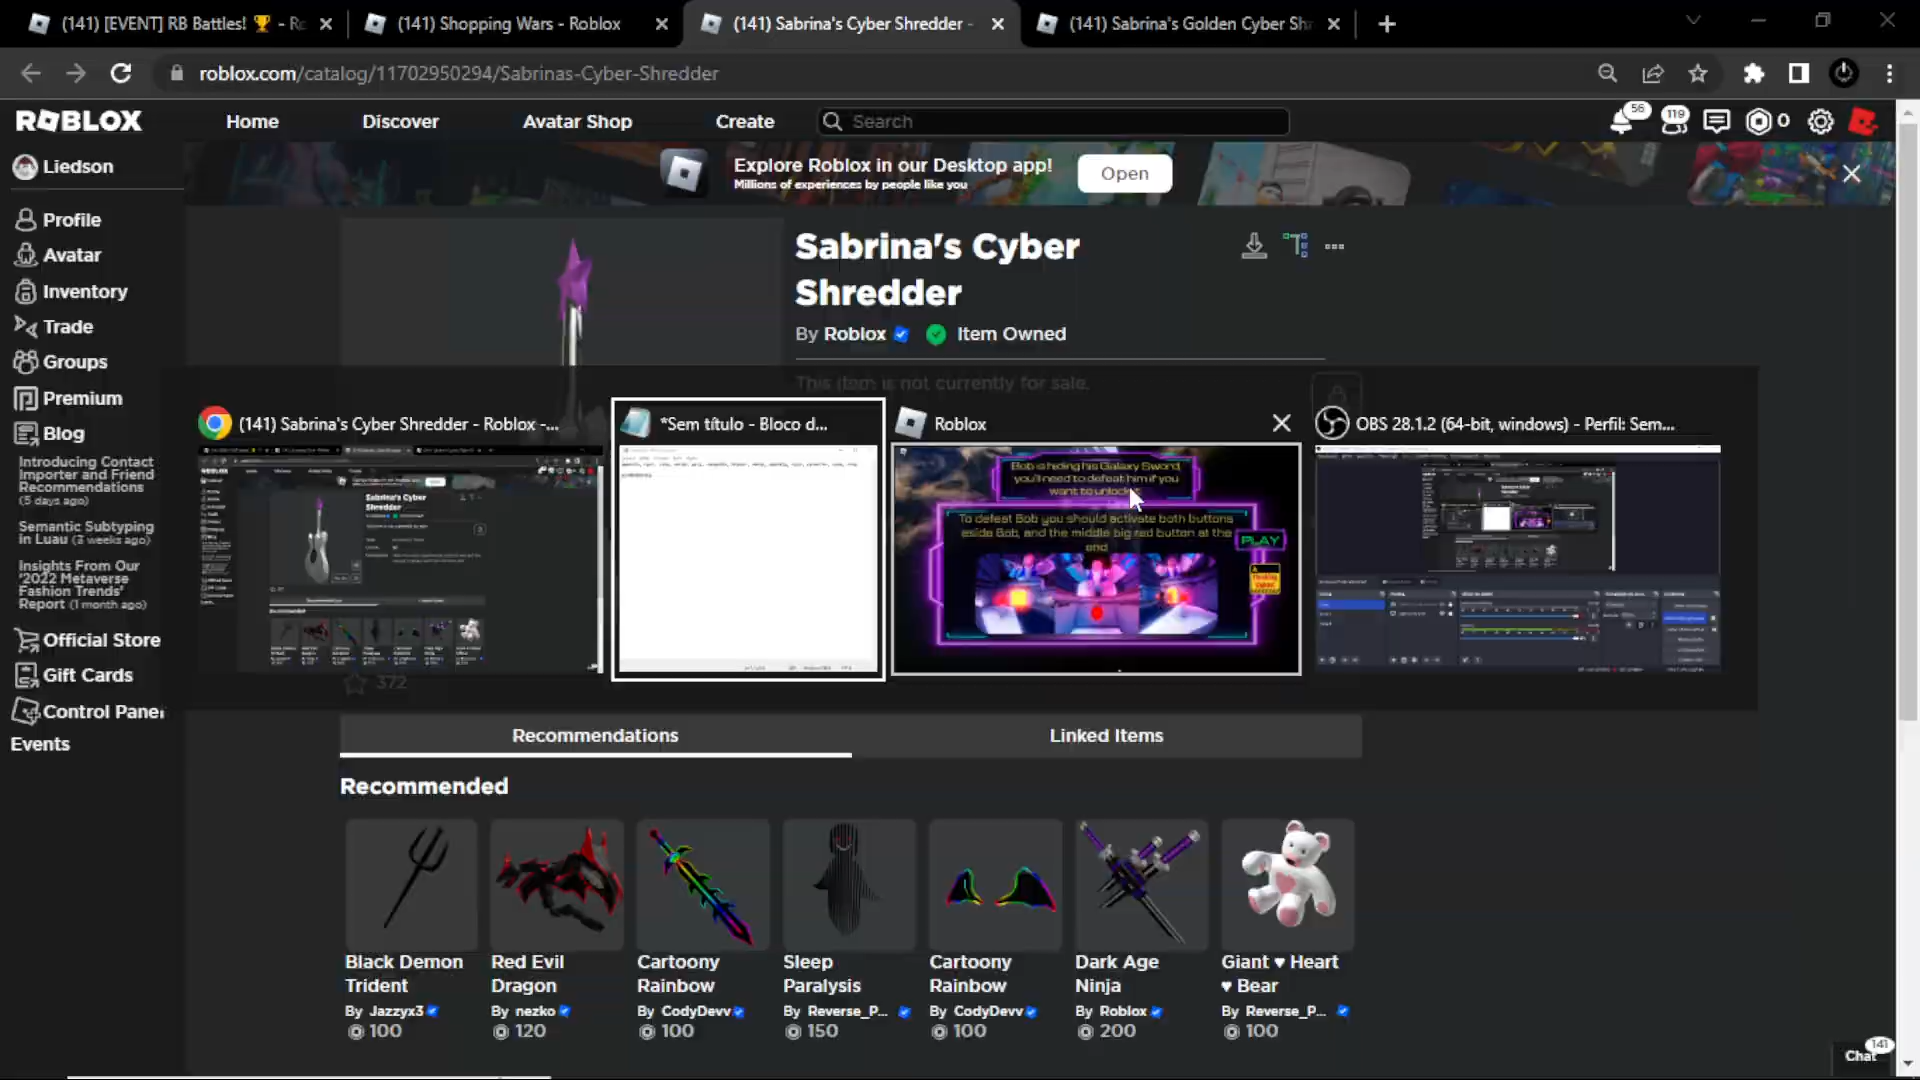 (141) [EVENT] RB Battles! 🏆 - Ro
(141) Shopping Wars - Roblox
(141) Sabrina's Cyber Shredder -
(141) Sabrina's Golden Cyber Sh
roblox.com/catalog/11702950294/Sabrinas-Cyber-Shredder
ROBLOX
Home
Discover
Avatar Shop
Create
Search
56
119
0
Liedson
Explore Roblox in our Desktop app!
Millions of experiences by people like you
Open
Profile
Avatar
Inventory
Trade
Groups
Premium
Blog
Introducing Contact
Importer and Friend
Recommendations
(5 days ago)
Semantic Subtyping
in Luau (3 weeks ago)
Insights From Our
'2022 Metaverse
Fashion Trends'
Report (1 month ago)
Official Store
Gift Cards
Control Panel
Events
Sabrina's Cyber
Shredder
By Roblox
Item Owned
This item is not currently for sale.
(141) Sabrina's Cyber Shredder - Roblox -...
*Sem título - Bloco d...
Roblox
OBS 28.1.2 (64-bit, windows) - Perfil: Sem...
Sabrina's Cyber
Shredder
Bob is hiding his Galaxy Sword,
you'll need to defeat him if you
want to unlock it
To defeat Bob you should activate both buttons
eside Bob, and the middle big red button at the
end
PLAY
372
Recommendations
Linked Items
Recommended
Black Demon
Trident
By Jazzyx3
100
Red Evil
Dragon
By nezko
120
Cartoony
Rainbow
By CodyDevv
100
Sleep
Paralysis
By Reverse_P...
150
Cartoony
Rainbow
By CodyDevv
100
Dark Age
Ninja
By Roblox
200
Giant ♥ Heart
♥ Bear
By Reverse_P...
100
Chat
141